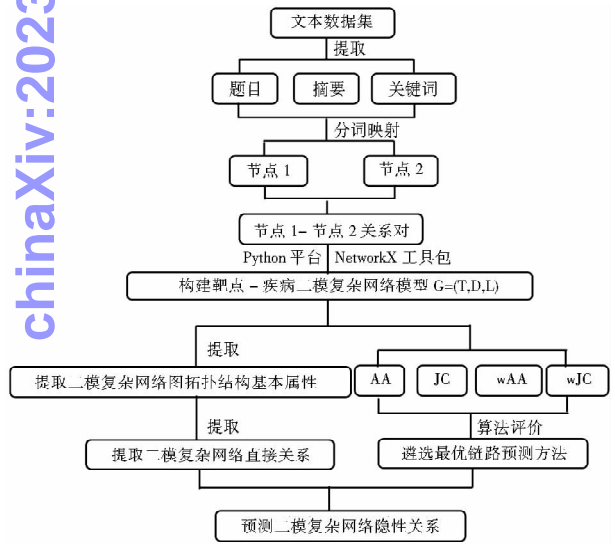 chinaXiv:2023
文本数据集
提取
题目 摘要 关键词
分词映射
节点 1 节点 2
节点 1- 节点 2 关系对
Python 平台 NetworkX 工具包
构建靶点 - 疾病二模复杂网络模型 G=(T,D,L)
提取
提取二模复杂网络图拓扑结构基本属性
AA JC wAA wJC
提取
算法评价
提取二模复杂网络直接关系
遴选最优链路预测方法
预测二模复杂网络隐性关系